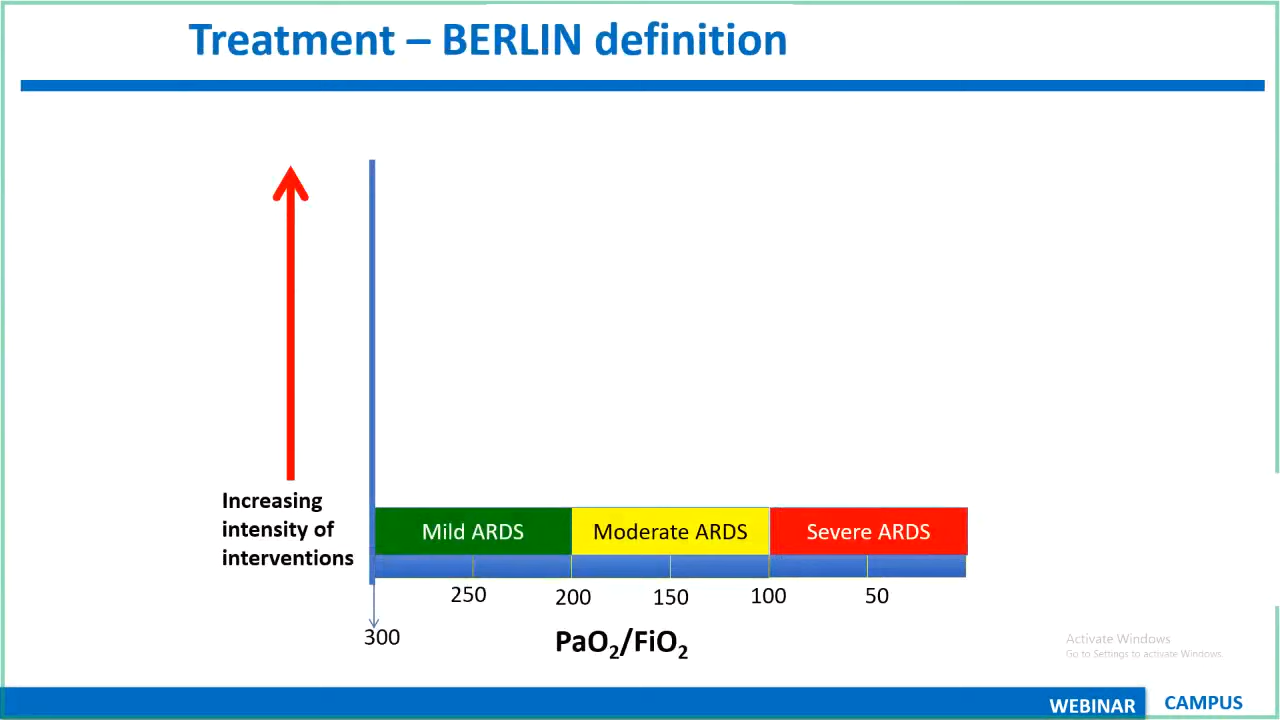 Treatment – BERLIN definition
Increasing
intensity of
interventions
Mild ARDS
Moderate ARDS
Severe ARDS
250
200
150
100
50
300
PaO₂/FiO₂
Activate Windows
Go to Settings to activate Windows.
WEBINAR
CAMPUS